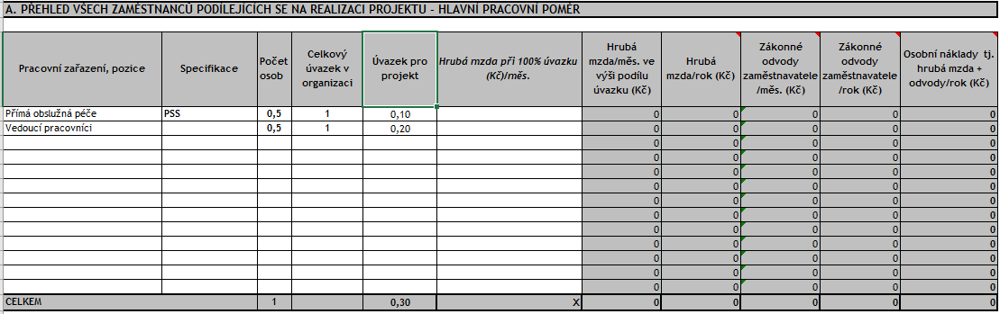 A. PŘEHLED VŠECH ZAMĚSTNANCŮ PODÍLEJÍCÍCH SE NA REALIZACI PROJEKTU - HLAVNÍ PRACOVNÍ POMĚR
Pracovní zařazení, pozice
Specifikace
Počet
osob
Celkový
úvazek v
organizaci
Úvazek pro
projekt
Hrubá mzda při 100% úvazku
(Kč)/měs.
Hrubá
mzda/měs. ve
výši podílu
úvazku (Kč)
Hrubá
mzda/rok (Kč)
Zákonné
odvody
zaměstnavatele
/měs. (Kč)
Zákonné
odvody
zaměstnavatele
/rok (Kč)
Osobní náklady tj.
hrubá mzda +
odvody/rok (Kč)
Přímá obslužná péče PSS 0,5 1 0,10 0 0 0 0 0
Vedoucí pracovníci 0,5 1 0,20 0 0 0 0 0
0 0 0 0 0
0 0 0 0 0
0 0 0 0 0
0 0 0 0 0
0 0 0 0 0
0 0 0 0 0
0 0 0 0 0
0 0 0 0 0
0 0 0 0 0
0 0 0 0 0
0 0 0 0 0
CELKEM 1 0,30 X 0 0 0 0 0